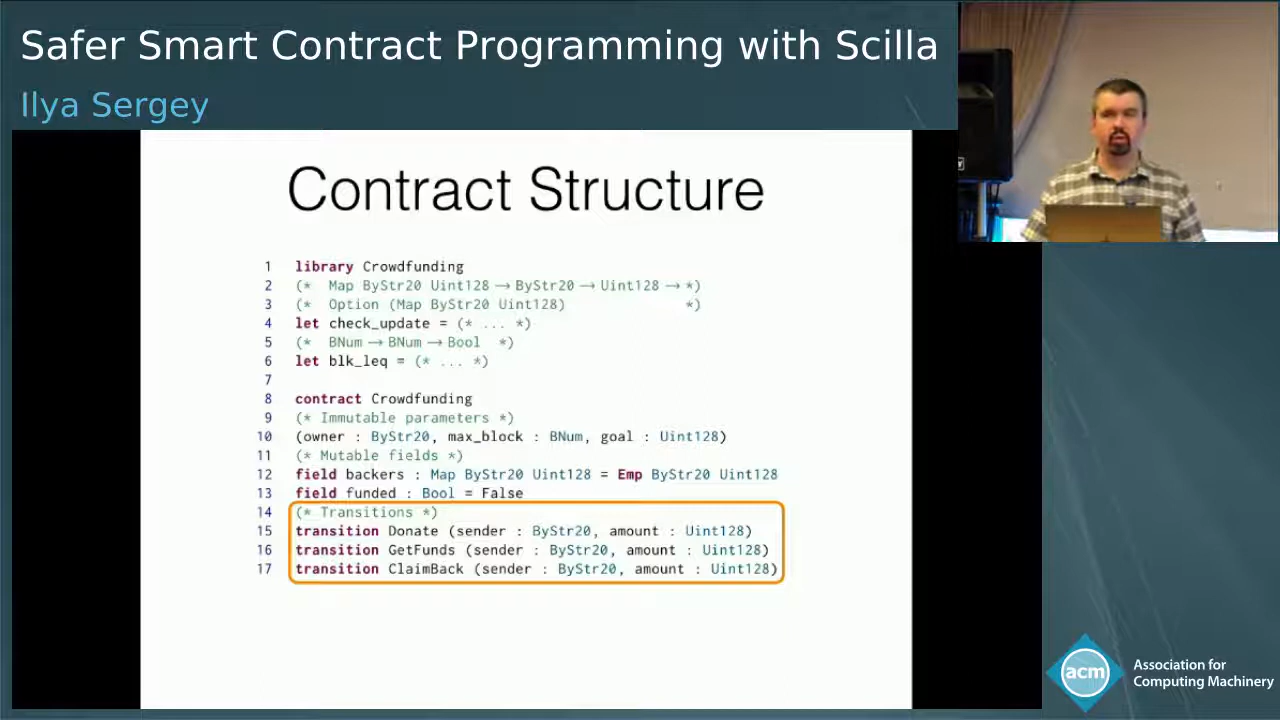 Safer Smart Contract Programming with Scilla
Ilya Sergey
Contract Structure
1 library Crowdfunding
2 (* Map ByStr20 Uint128 → ByStr20 → Uint128 → *)
3 (* Option (Map ByStr20 Uint128) *)
4 let check_update = (* ... *)
5 (* BNum → BNum → Bool *)
6 let blk_leq = (* ... *)
7
8 contract Crowdfunding
9 (* Immutable parameters *)
10 (owner : ByStr20, max_block : BNum, goal : Uint128)
11 (* Mutable fields *)
12 field backers : Map ByStr20 Uint128 = Emp ByStr20 Uint128
13 field funded : Bool = False
14 (* Transitions *)
15 transition Donate (sender : ByStr20, amount : Uint128)
16 transition GetFunds (sender : ByStr20, amount : Uint128)
17 transition ClaimBack (sender : ByStr20, amount : Uint128)
acm
Association for
Computing Machinery